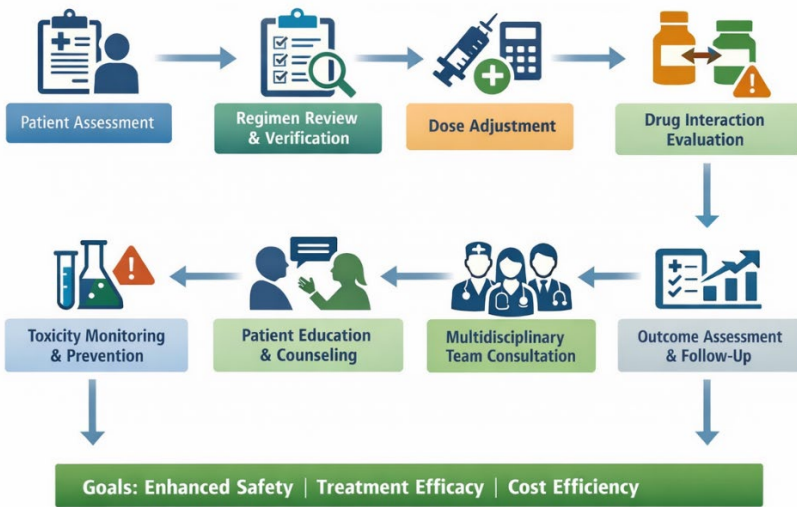 Patient Assessment
Regimen Review
& Verification
Dose Adjustment
Drug Interaction
Evaluation
Toxicity Monitoring
& Prevention
Patient Education
& Counseling
Multidisciplinary
Team Consultation
Outcome Assessment
& Follow-Up
Goals: Enhanced Safety | Treatment Efficacy | Cost Efficiency